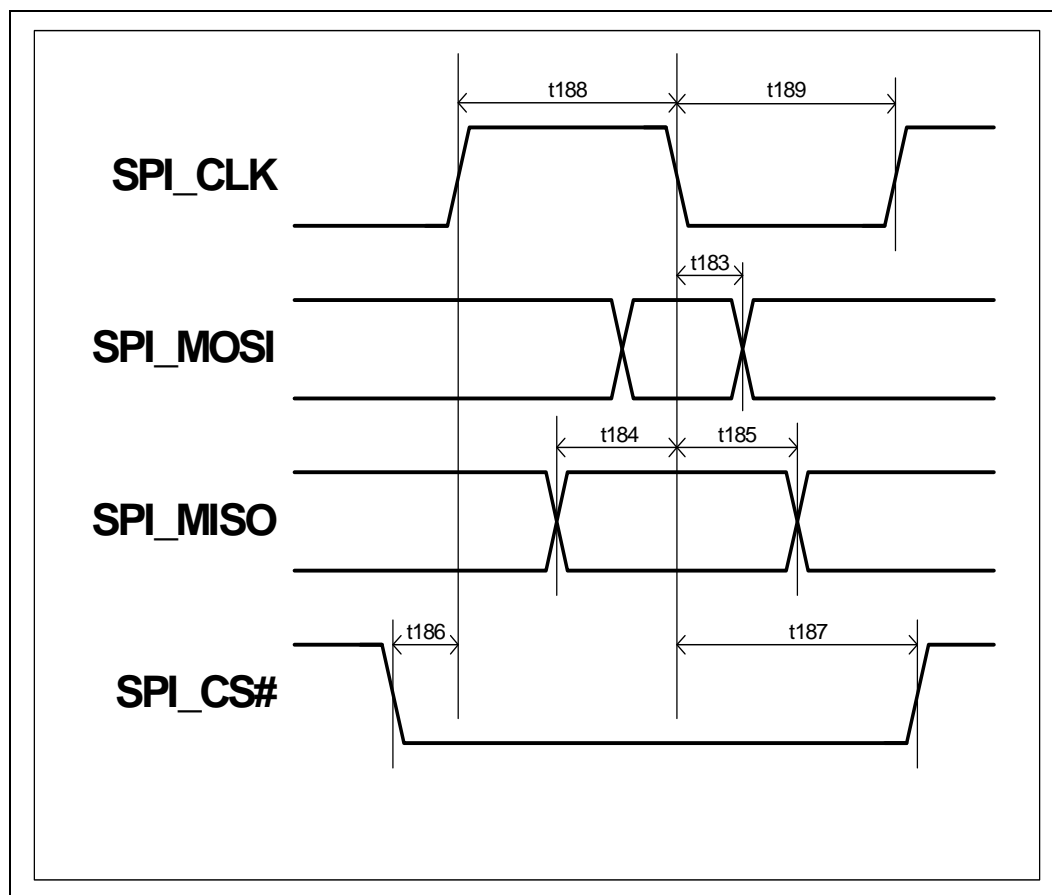 t188 t189
SPI_CLK
t183
SPI_MOSI
t184 t185
SPI_MISO
t186 t187
SPI_CS#